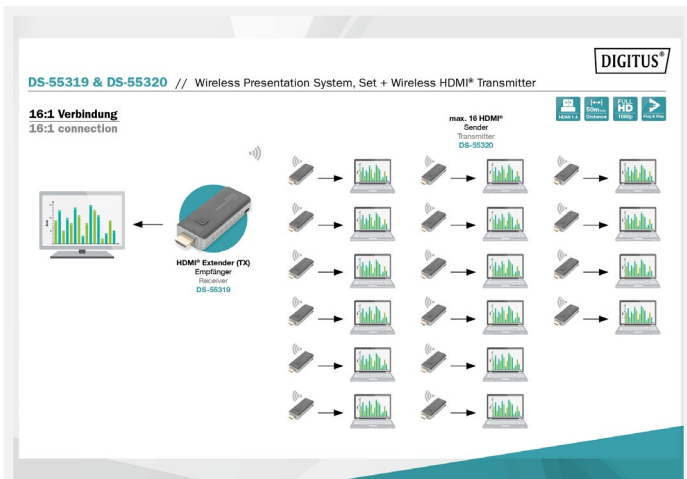 DIGITUS®
DS-55319 & DS-55320 // Wireless Presentation System, Set + Wireless HDMI® Transmitter
16:1 Verbindung
16:1 connection
max. 16 HDMI®
Sender
Transmitter
DS-55320
HDMI 1.4
50m
Distance
FULL
HD
1080p
Plug & Play
HDMI® Extender (TX)
Empfänger
Receiver
DS-55319